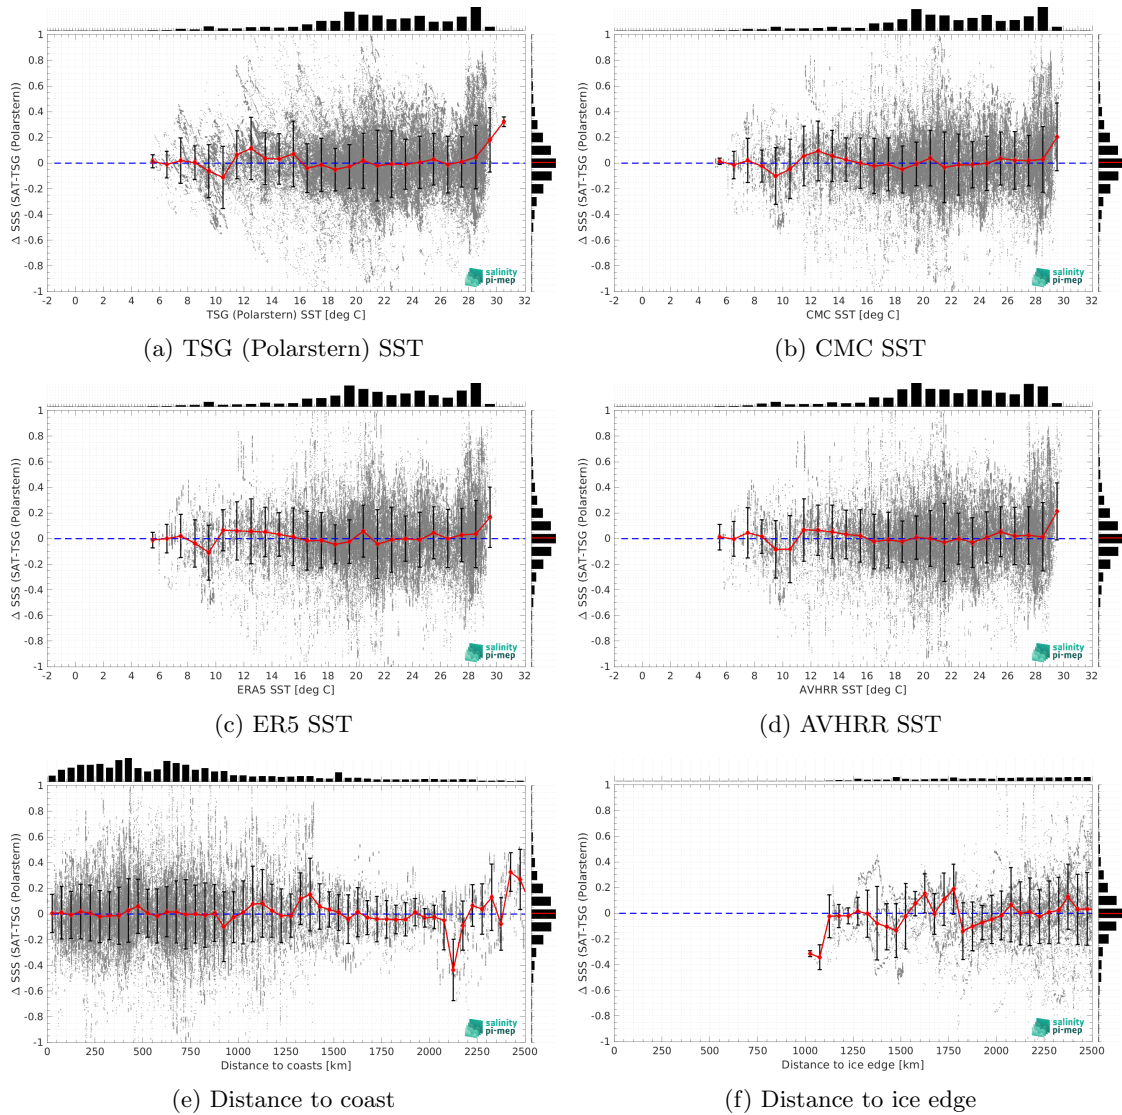 1
0.8
0.6
0.4
0.2
0
-0.2
-0.4
-0.6
-0.8
-1
Δ SSS (SAT-TSG (Polarstern))
salinity
pi-mep
-2 0 2 4 6 8 10 12 14 16 18 20 22 24 26 28 30 32
TSG (Polarstern) SST [deg C]
(a) TSG (Polarstern) SST
1
0.8
0.6
0.4
0.2
0
-0.2
-0.4
-0.6
-0.8
-1
Δ SSS (SAT-TSG (Polarstern))
salinity
pi-mep
-2 0 2 4 6 8 10 12 14 16 18 20 22 24 26 28 30 32
CMC SST [deg C]
(b) CMC SST
1
0.8
0.6
0.4
0.2
0
-0.2
-0.4
-0.6
-0.8
-1
Δ SSS (SAT-TSG (Polarstern))
salinity
pi-mep
-2 0 2 4 6 8 10 12 14 16 18 20 22 24 26 28 30 32
ERA5 SST [deg C]
(c) ER5 SST
1
0.8
0.6
0.4
0.2
0
-0.2
-0.4
-0.6
-0.8
-1
Δ SSS (SAT-TSG (Polarstern))
salinity
pi-mep
-2 0 2 4 6 8 10 12 14 16 18 20 22 24 26 28 30 32
AVHRR SST [deg C]
(d) AVHRR SST
1
0.8
0.6
0.4
0.2
0
-0.2
-0.4
-0.6
-0.8
-1
Δ SSS (SAT-TSG (Polarstern))
salinity
pi-mep
0 250 500 750 1000 1250 1500 1750 2000 2250 2500
Distance to coasts [km]
(e) Distance to coast
1
0.8
0.6
0.4
0.2
0
-0.2
-0.4
-0.6
-0.8
-1
Δ SSS (SAT-TSG (Polarstern))
salinity
pi-mep
0 250 500 750 1000 1250 1500 1750 2000 2250 2500
Distance to ice edge [km]
(f) Distance to ice edge